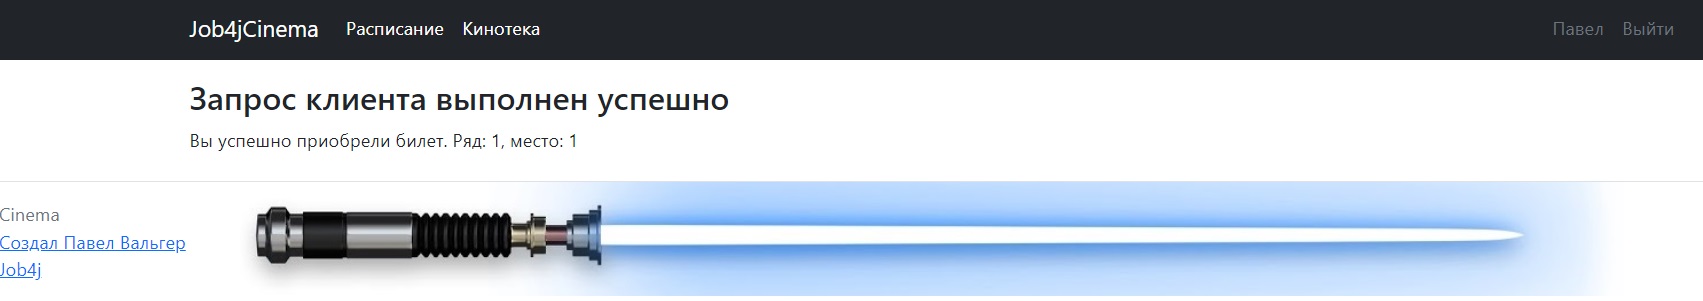 Job4jCinema Расписание Кинотека Павел Выйти
Запрос клиента выполнен успешно
Вы успешно приобрели билет. Ряд: 1, место: 1
Cinema
Создал Павел Вальгер
Job4j